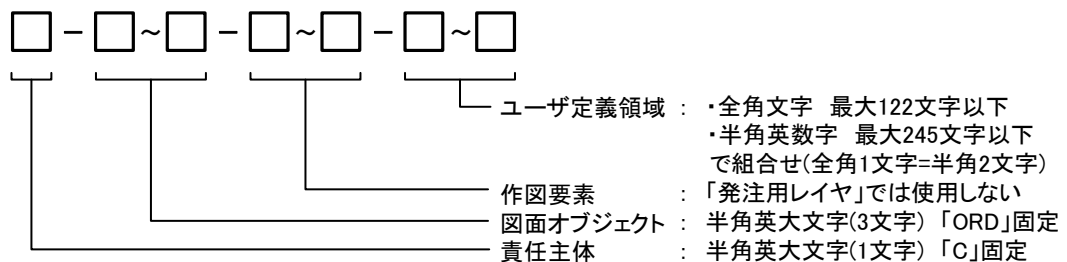 □－□～□－□～□－□～□
ユーザ定義領域 : ・全角文字 最大122文字以下
・半角英数字 最大245文字以下
で組合せ(全角1文字=半角2文字)
作図要素 : 「発注用レイヤ」では使用しない
図面オブジェクト : 半角英大文字(3文字) 「ORD」固定
責任主体 : 半角英大文字(1文字) 「C」固定